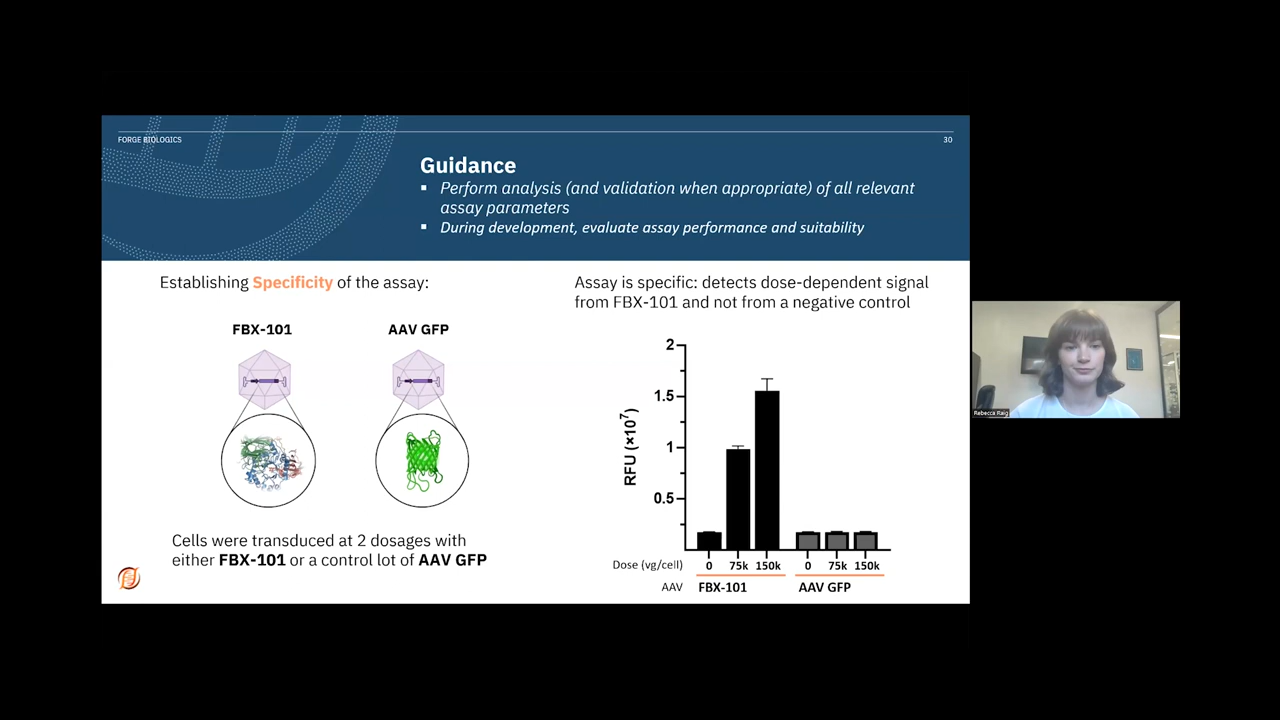 FORGE BIOLOGICS
30
Guidance
▪ Perform analysis (and validation when appropriate) of all relevant
assay parameters
▪ During development, evaluate assay performance and suitability
Establishing Specificity of the assay:
FBX-101
AAV GFP
Cells were transduced at 2 dosages with
either FBX-101 or a control lot of AAV GFP
Assay is specific: detects dose-dependent signal
from FBX-101 and not from a negative control
RFU (×10⁷)
2
1.5
1
0.5
Dose (vg/cell) 0 75k 150k 0 75k 150k
AAV FBX-101 AAV GFP
Rebecca Raig